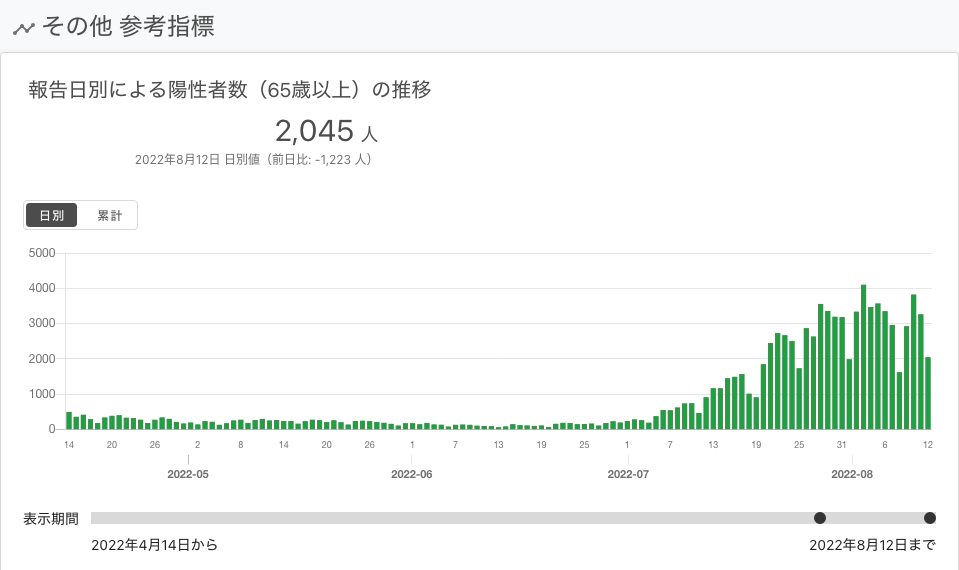 その他 参考指標
報告日別による陽性者数（65歳以上）の推移
2,045 人
2022年8月12日 日別値（前日比: -1,223 人）
日別 累計
5000
4000
3000
2000
1000
0
14 20 26 2 8 14 20 26 1 7 13 19 25 1 7 13 19 25 31 6 12
2022-05 2022-06 2022-07 2022-08
表示期間
2022年4月14日から 2022年8月12日まで